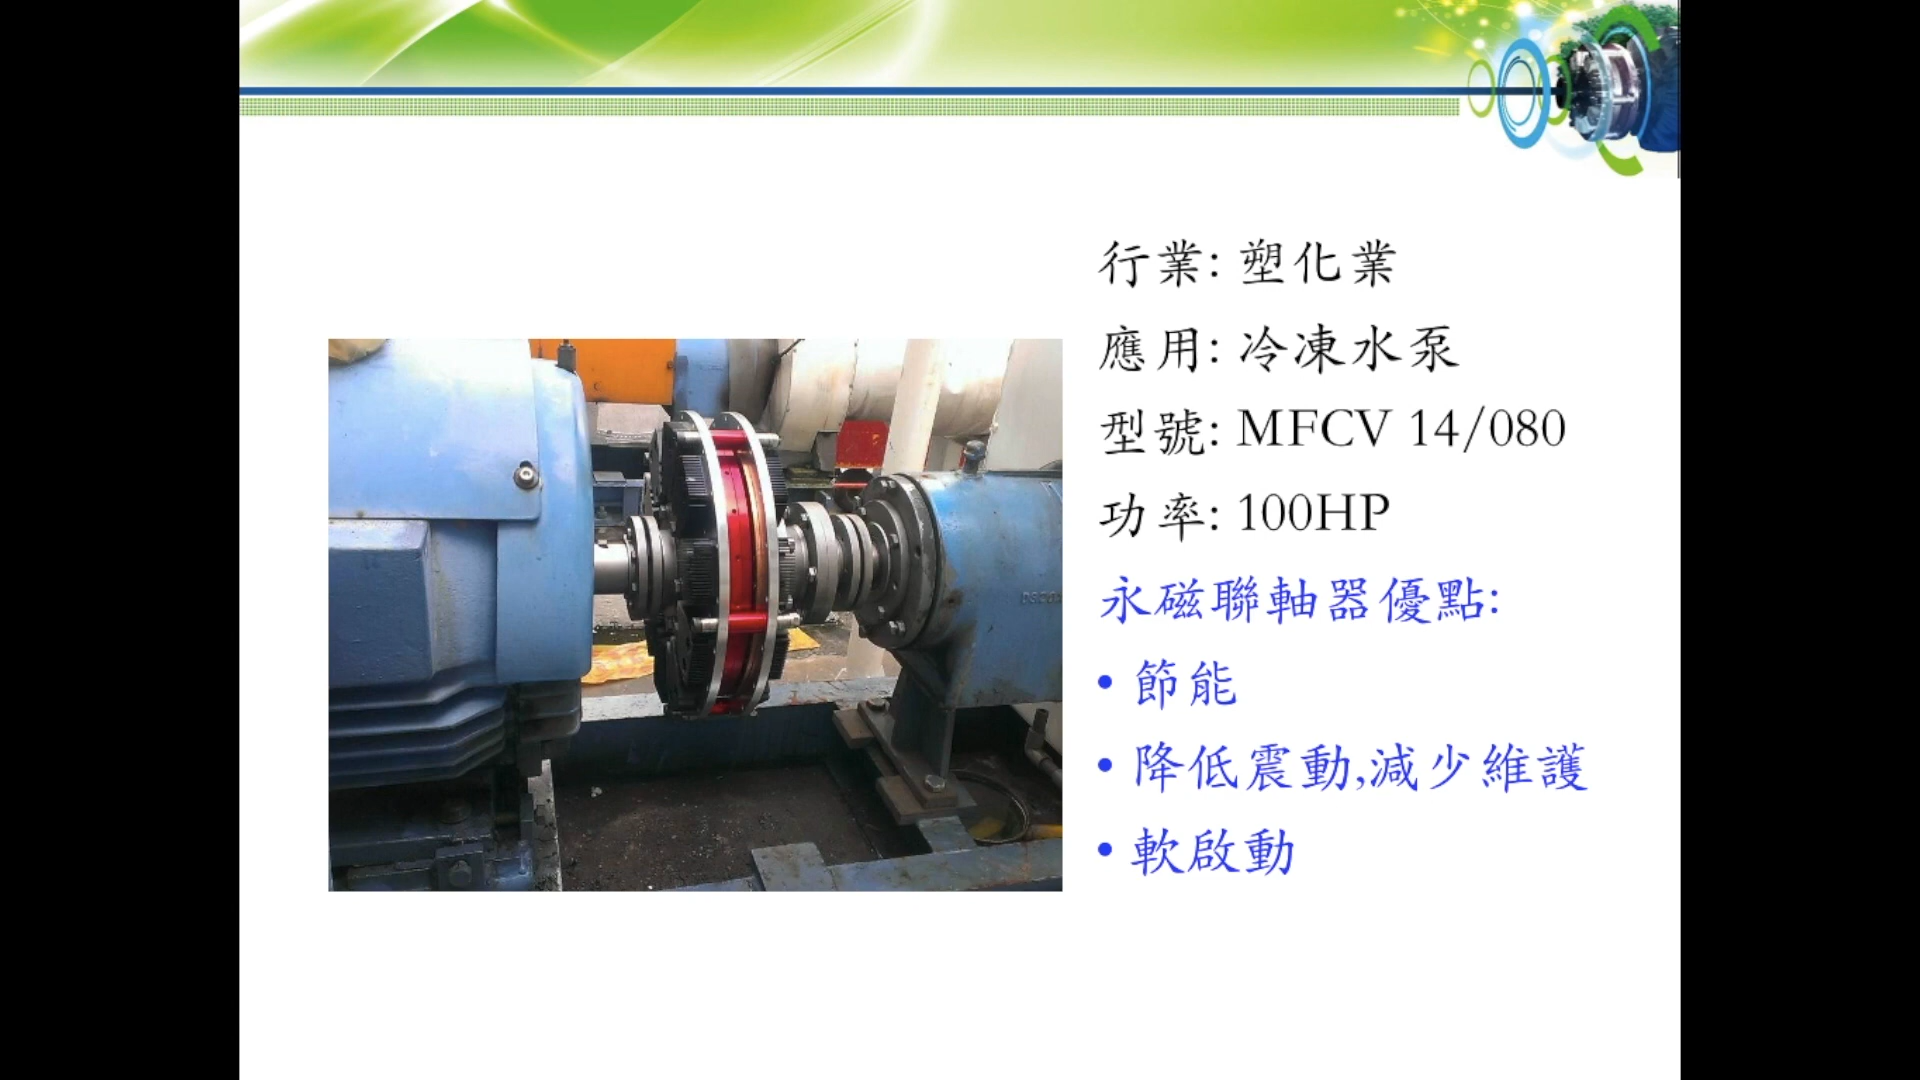 行業: 塑化業
應用: 冷凍水泵
型號: MFCV 14/080
功率: 100HP
永磁聯軸器優點:
• 節能
• 降低震動,減少維護
• 軟啟動